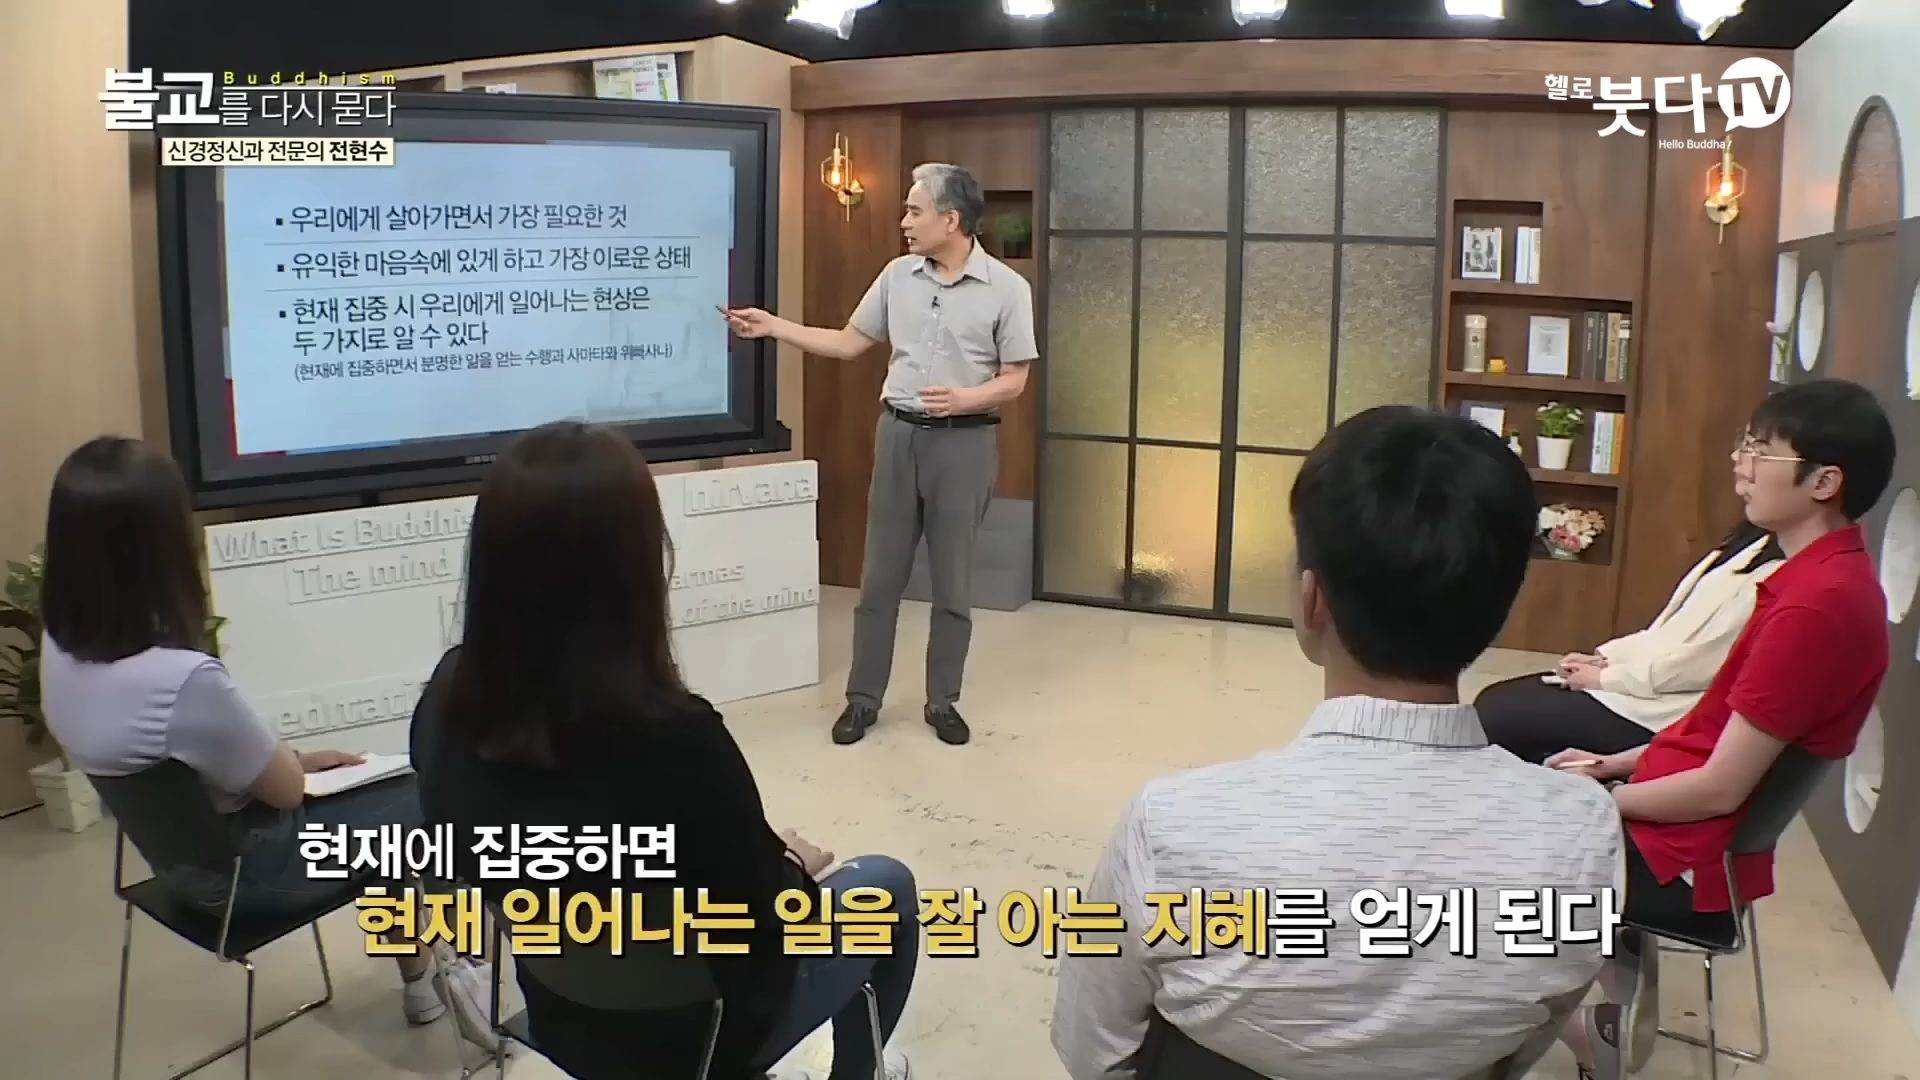 Buddhism
불교를 다시 묻다
신경정신과 전문의 전현수
헬로 붓다 TV
Hello Buddha!
▪ 우리에게 살아가면서 가장 필요한 것
▪ 유익한 마음속에 있게 하고 가장 이로운 상태
▪ 현재 집중 시 우리에게 일어나는 현상은
두 가지로 알 수 있다
(현재에 집중하면서 분명한 앎을 얻는 수행과 사마타와 위빠사나)
nirvana
What Is Buddhis
The mind
armas
of the mind
editati
현재에 집중하면
현재 일어나는 일을 잘 아는 지혜를 얻게 된다